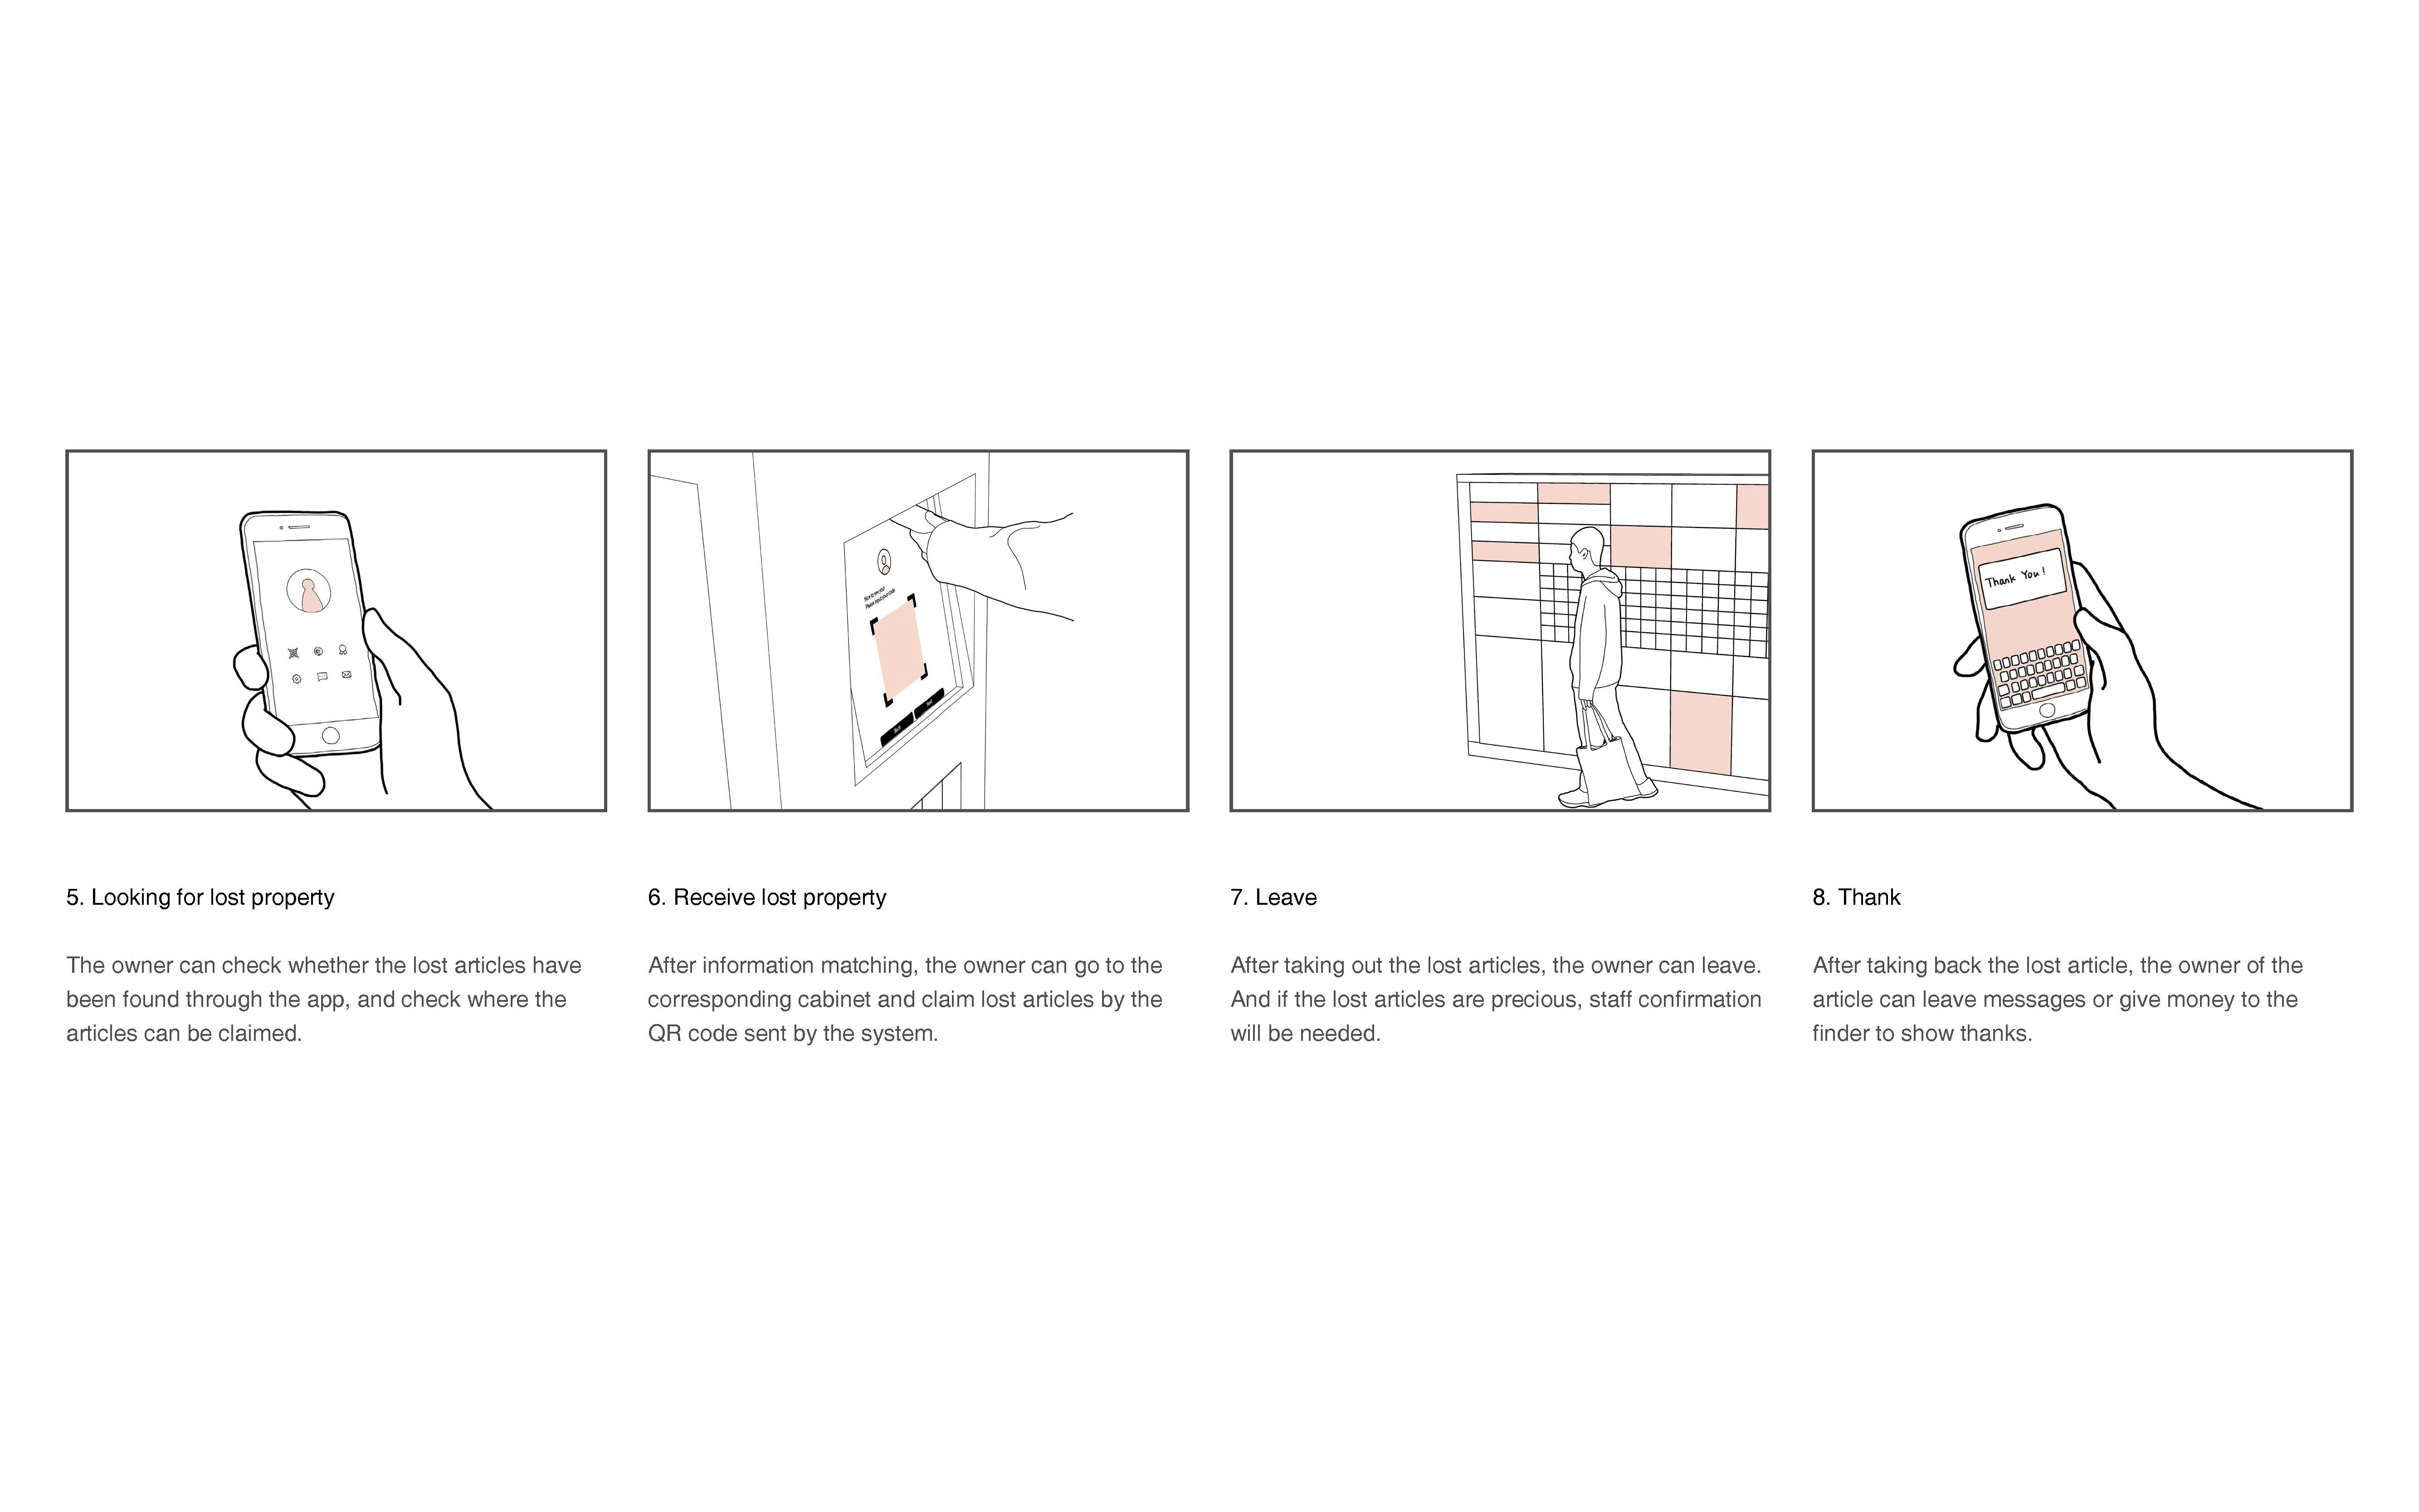 Thank You!
5. Looking for lost property
The owner can check whether the lost articles have
been found through the app, and check where the
articles can be claimed.
6. Receive lost property
After information matching, the owner can go to the
corresponding cabinet and claim lost articles by the
QR code sent by the system.
7. Leave
After taking out the lost articles, the owner can leave.
And if the lost articles are precious, staff confirmation
will be needed.
8. Thank
After taking back the lost article, the owner of the
article can leave messages or give money to the
finder to show thanks.